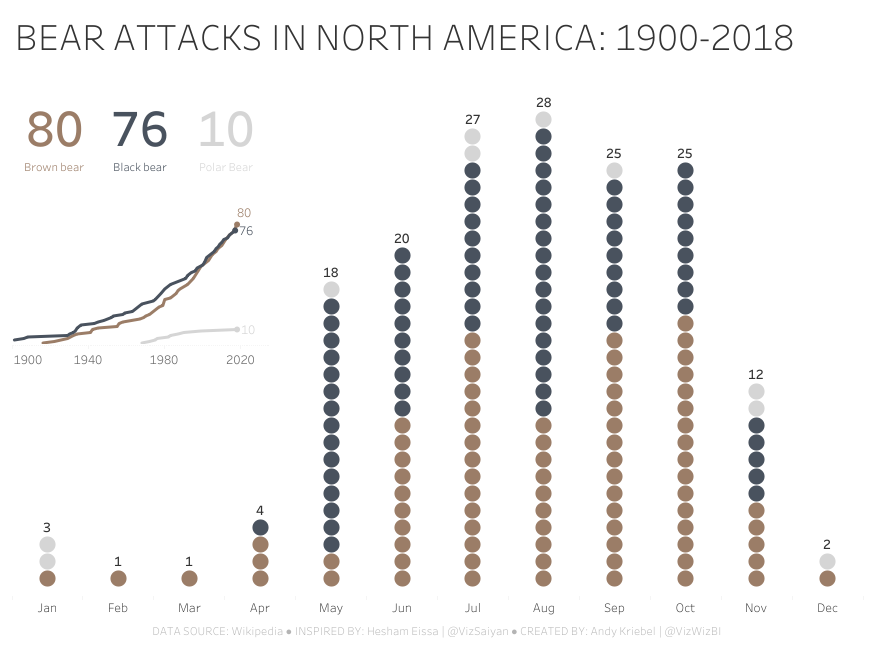 BEAR ATTACKS IN NORTH AMERICA: 1900-2018
80 76 10
Brown bear Black bear Polar Bear
80
76
10
1900 1940 1980 2020
3
1
1
4
18
20
27
28
25
25
12
2
Jan Feb Mar Apr May Jun Jul Aug Sep Oct Nov Dec
DATA SOURCE: Wikipedia ● INSPIRED BY: Hesham Eissa | @VizSaiyan ● CREATED BY: Andy Kriebel | @VizWizBI